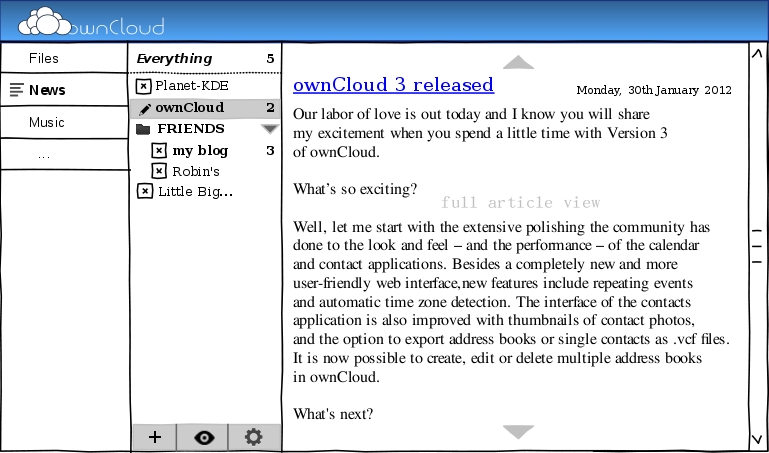 ownCloud
Files
News
Music
...
Everything 5
Planet-KDE
ownCloud 2
FRIENDS
my blog 3
Robin's
Little Big...
ownCloud 3 released
Monday, 30th January 2012
Our labor of love is out today and I know you will share
my excitement when you spend a little time with Version 3
of ownCloud.
What's so exciting?
full article view
Well, let me start with the extensive polishing the community has
done to the look and feel – and the performance – of the calendar
and contact applications. Besides a completely new and more
user-friendly web interface,new features include repeating events
and automatic time zone detection. The interface of the contacts
application is also improved with thumbnails of contact photos,
and the option to export address books or single contacts as .vcf files.
It is now possible to create, edit or delete multiple address books
in ownCloud.
What's next?